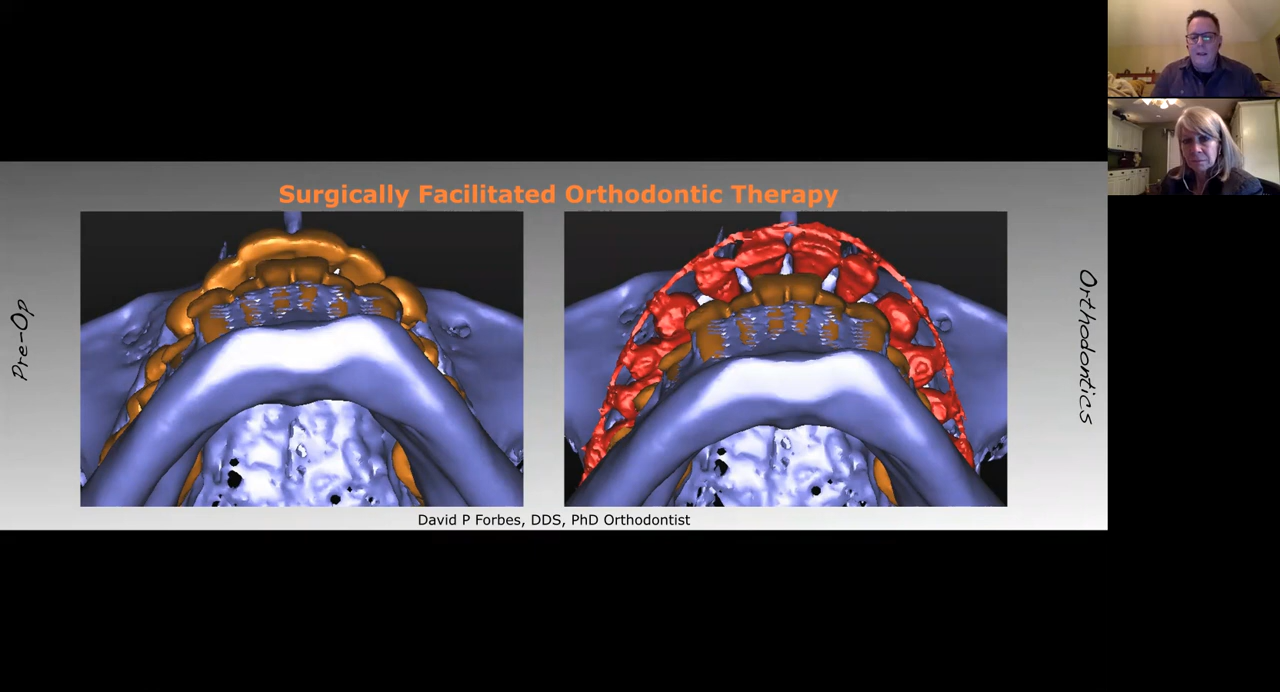 Surgically Facilitated Orthodontic Therapy
Pre-Op
Orthodontics
David P Forbes, DDS, PhD Orthodontist